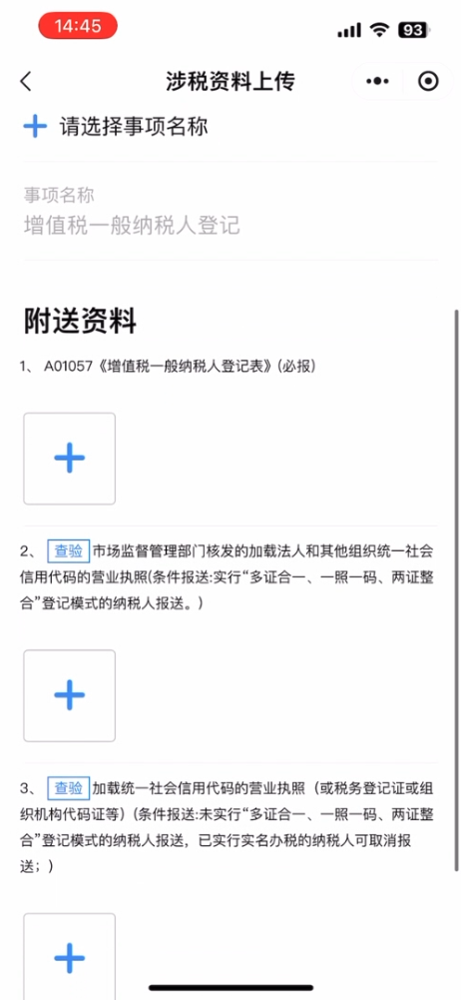 14:45
93
涉税资料上传
请选择事项名称
事项名称
增值税一般纳税人登记
附送资料
1、 A01057《增值税一般纳税人登记表》(必报)
2、 查验 市场监督管理部门核发的加载法人和其他组织统一社会
信用代码的营业执照(条件报送:实行“多证合一、一照一码、两证整
合”登记模式的纳税人报送。)
3、 查验 加载统一社会信用代码的营业执照（或税务登记证或组
织机构代码证等）(条件报送:未实行“多证合一、一照一码、两证整
合”登记模式的纳税人报送，已实行实名办税的纳税人可取消报
送；)